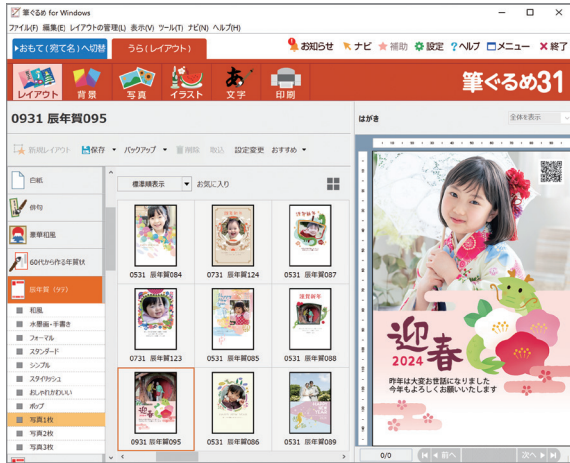 筆ぐるめ for Windows
ファイル(F) 編集(E) レイアウトの管理(L) 表示(V) ツール(T) ナビ(N) ヘルプ(H)
▶おもて(宛て名)へ切替
うら(レイアウト)
お知らせ
ナビ
補助
設定
ヘルプ
メニュー
終了
レイアウト
背景
写真
イラスト
文字
印刷
筆ぐるめ31
0931 辰年賀095
新規レイアウト
保存
バックアップ
削除
取込
設定変更
おすすめ
白紙
俳句
豪華和風
60代から作る年賀状
辰年賀 (97)
和風
水墨画・手書き
フォーマル
スタンダード
シンプル
スタイリッシュ
おしゃれかわいい
ポップ
写真1枚
写真2枚
写真3枚
標準順表示
お気に入り
0531 辰年賀084
0731 辰年賀124
0531 辰年賀087
0731 辰年賀123
0531 辰年賀085
0531 辰年賀088
0931 辰年賀095
0531 辰年賀086
0531 辰年賀089
はがき
全体を表示
迎春
2024
昨年は大変お世話になりました
今年もよろしくお願いいたします
0/0
前へ
次へ